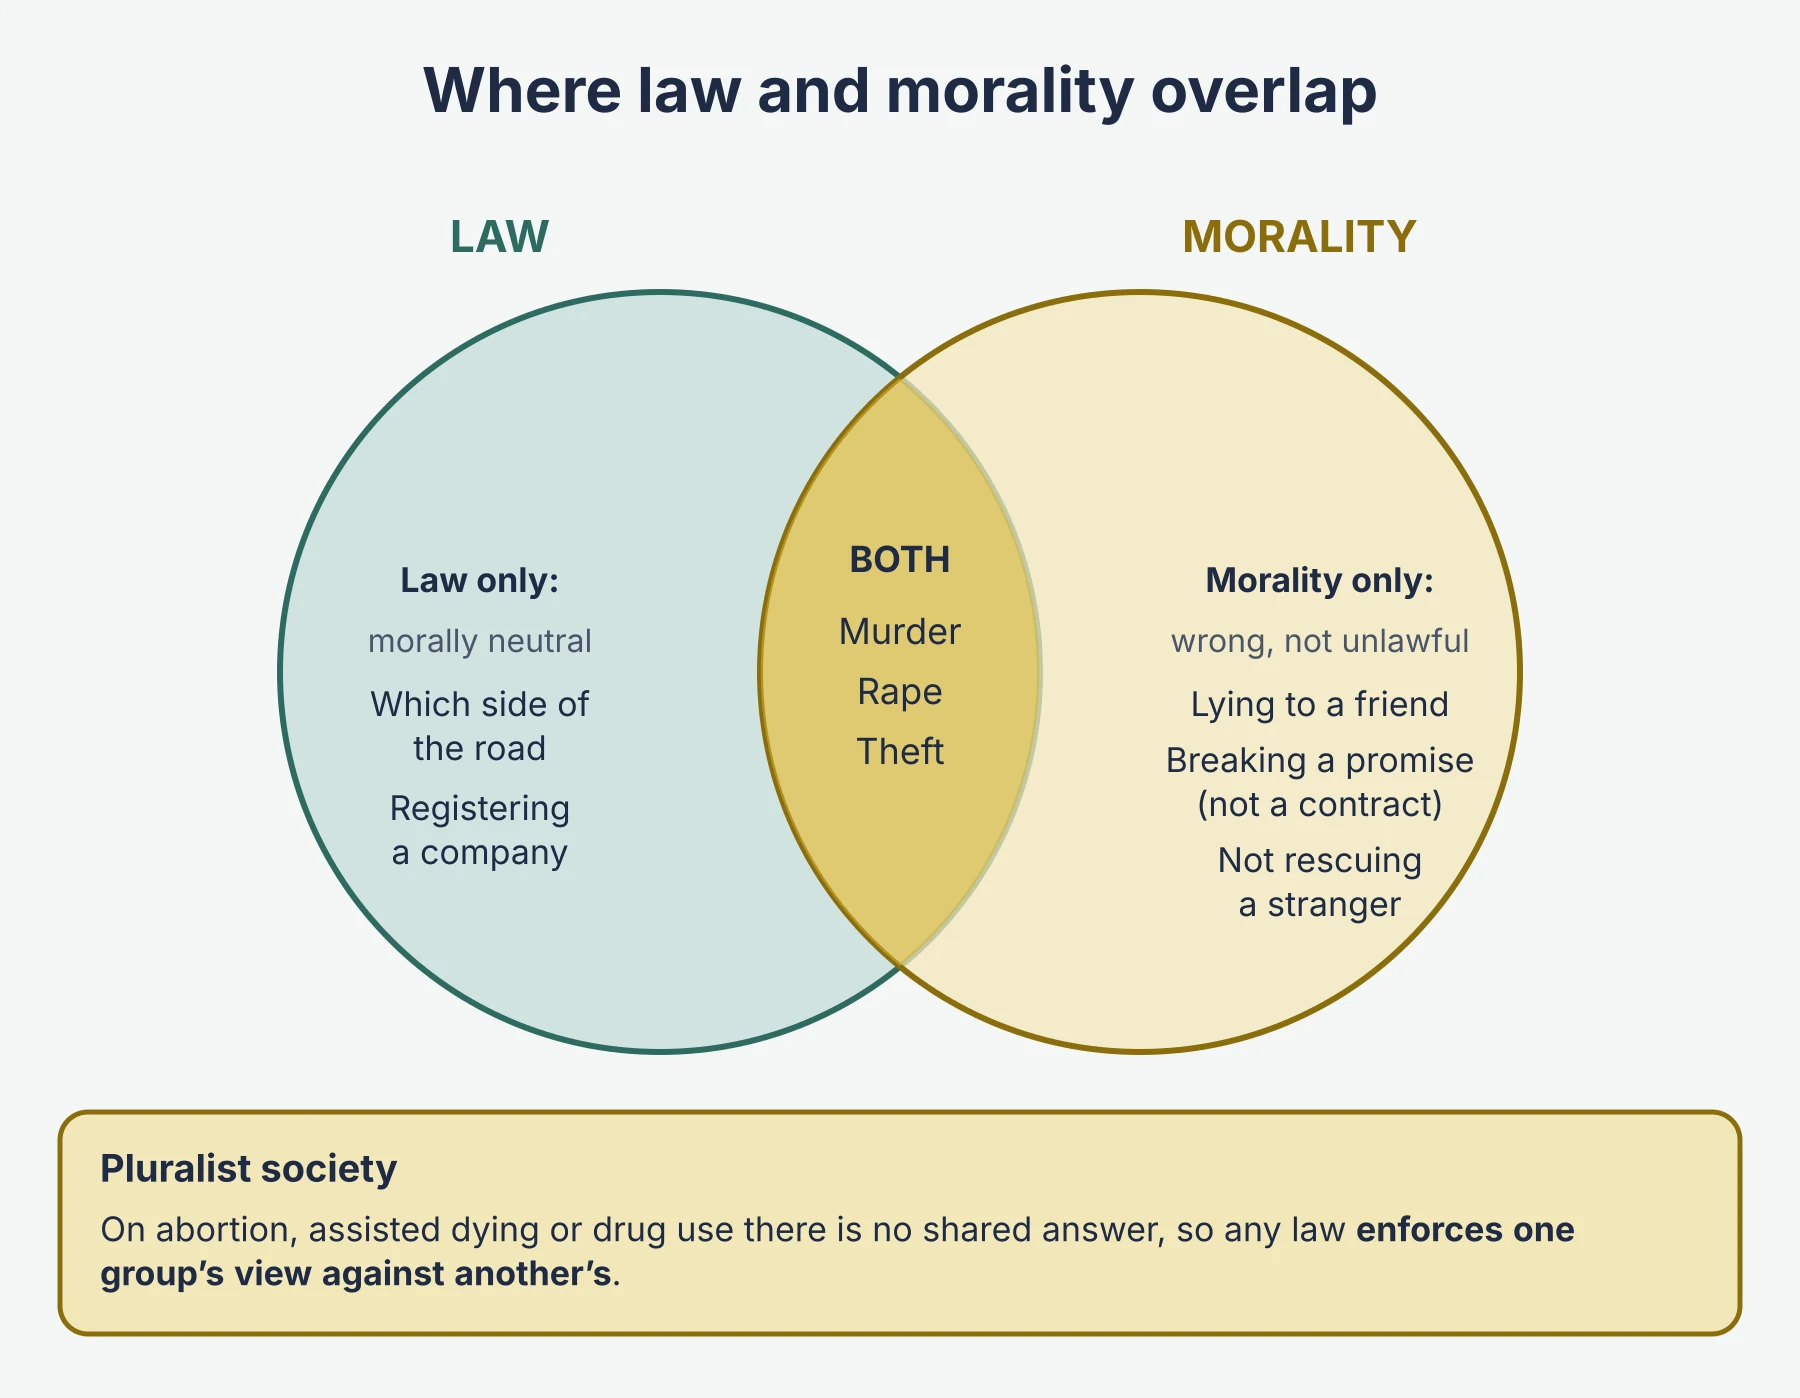 Where law and morality overlap
LAW
MORALITY
Law only:
morally neutral
Which side of
the road
Registering
a company
BOTH
Murder
Rape
Theft
Morality only:
wrong, not unlawful
Lying to a friend
Breaking a promise
(not a contract)
Not rescuing
a stranger
Pluralist society
On abortion, assisted dying or drug use there is no shared answer, so any law enforces one
group’s view against another’s.